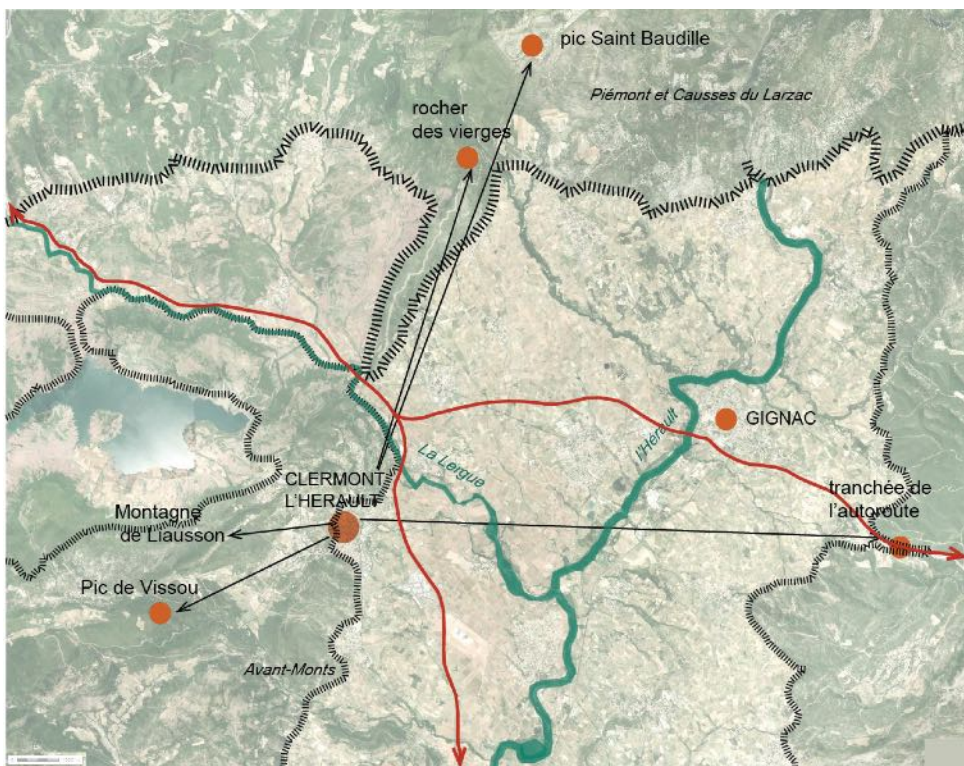 pic Saint Baudille
Piémont et Causses du Larzac
rocher
des vierges
GIGNAC
l'Hérault
La Lergue
CLERMONT
L'HERAULT
tranchée de
l'autoroute
Montagne
de Liausson
Pic de Vissou
Avant-Monts